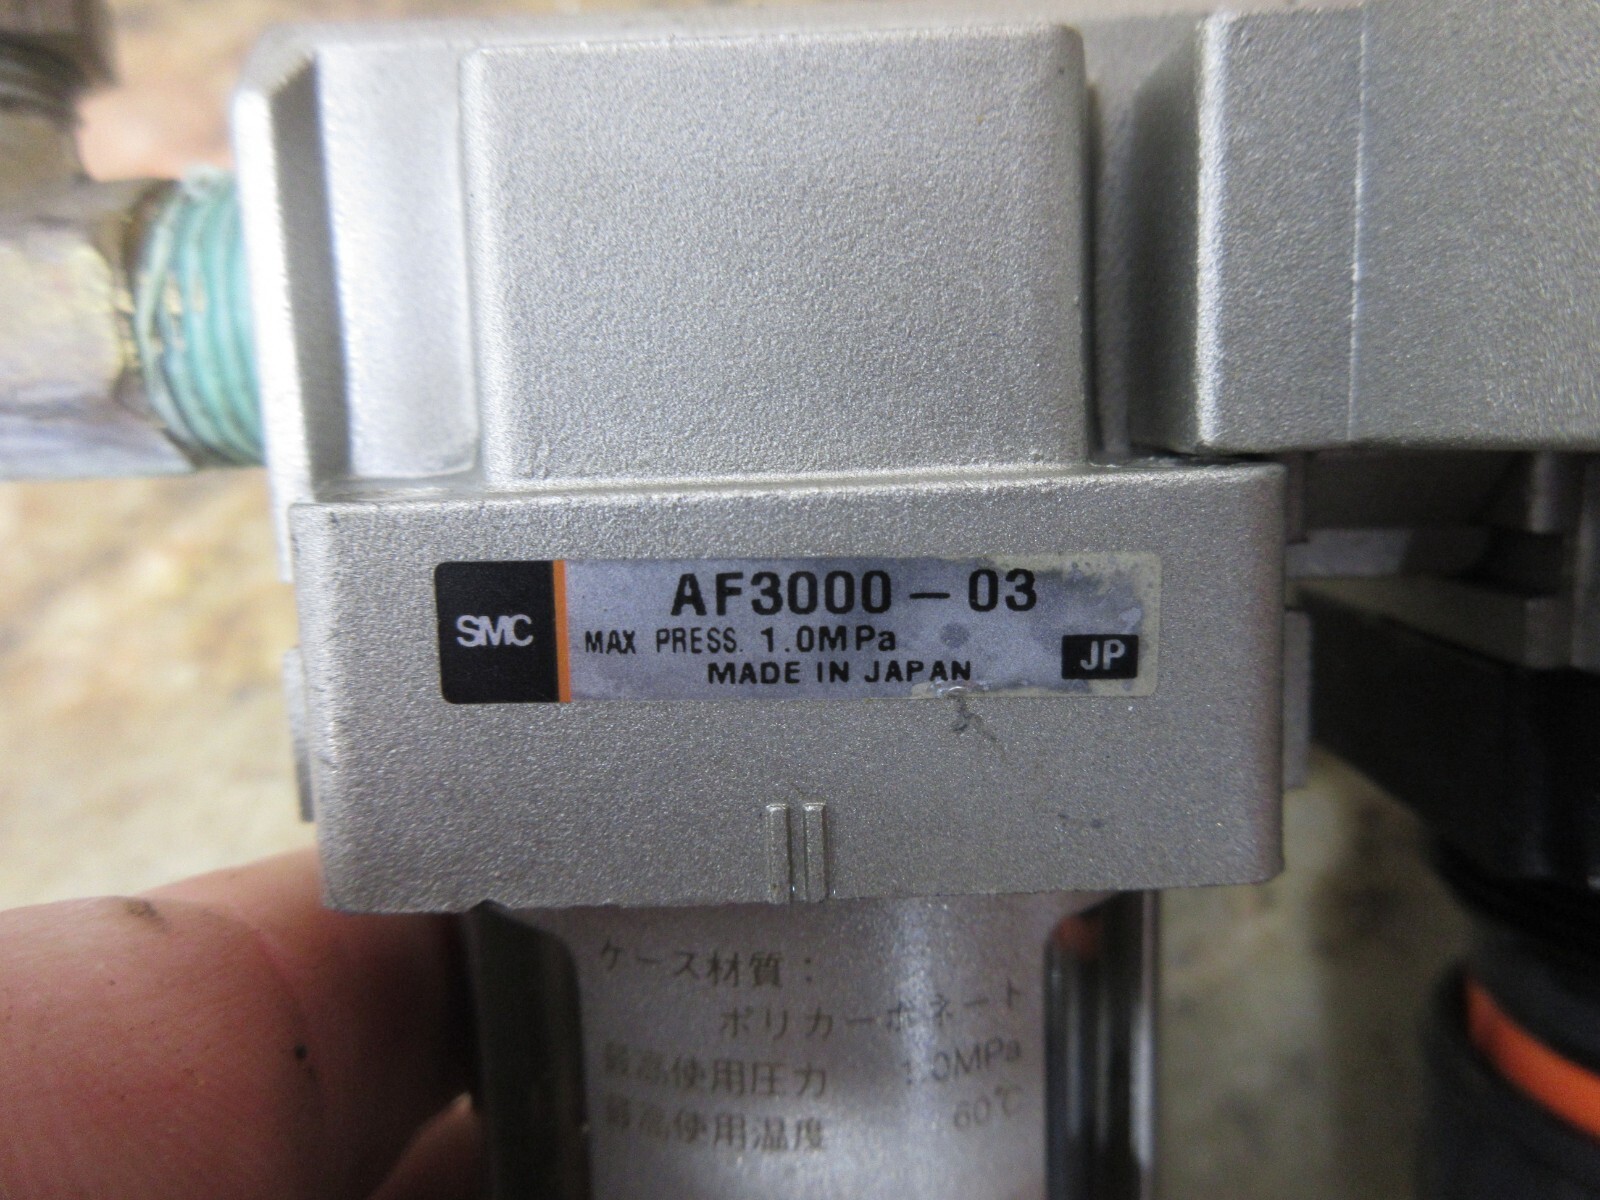 AF3000-03
SMC
MAX PRESS. 1.0MPa
MADE IN JAPAN
JP
ケース材質:
ポリカーボネート
最高使用圧力 1.0MPa
最高使用温度 60℃